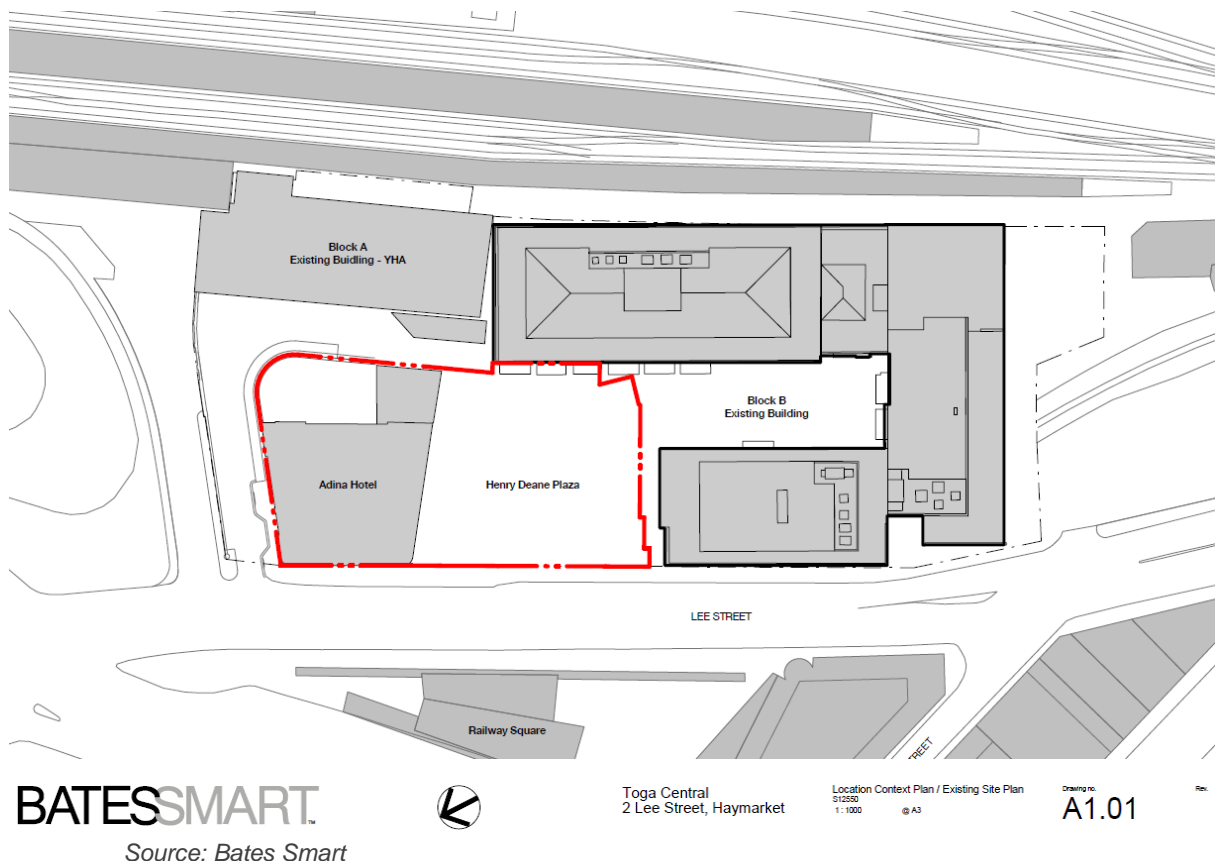 Block A
Existing Buidling - YHA
Block B
Existing Building
Adina Hotel
Henry Deane Plaza
LEE STREET
Railway Square
REET
BATESSMART™
Toga Central
2 Lee Street, Haymarket
Location Context Plan / Existing Site Plan
S12550
1 : 1000 @ A3
Drawing no.
A1.01
Rev.
Source: Bates Smart